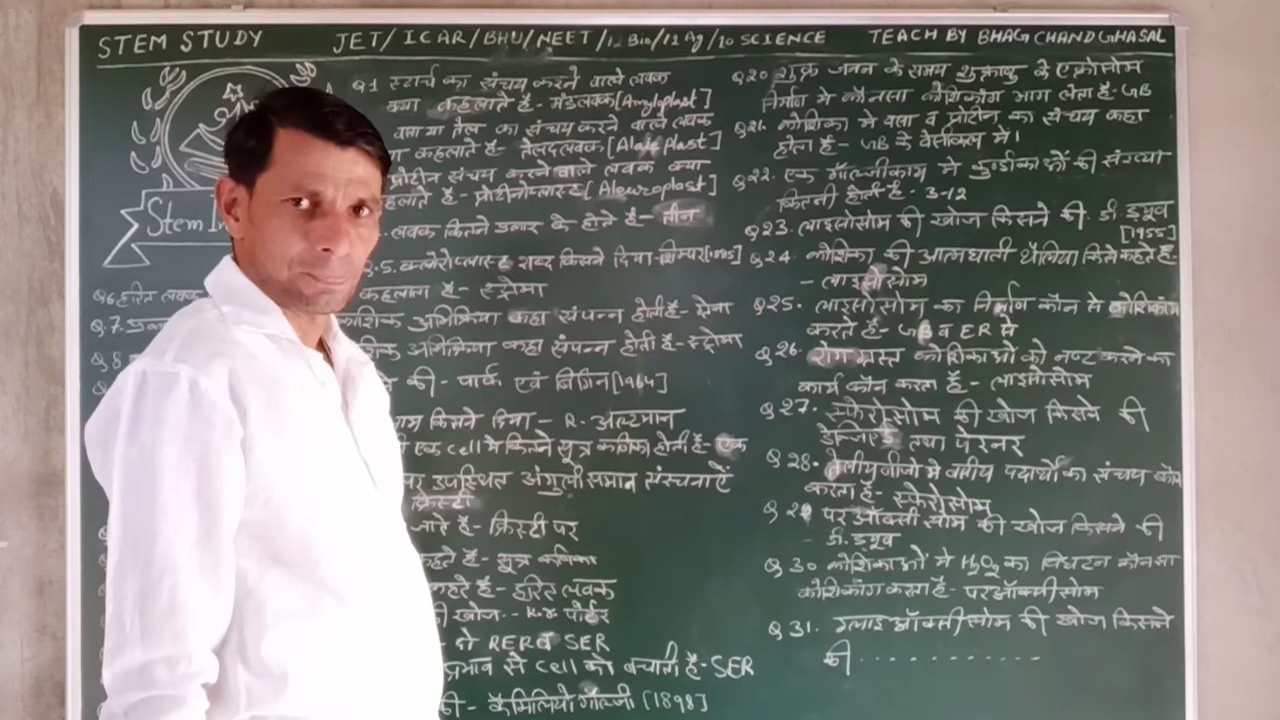 STEM STUDY JET/ICAR/BHU/NEET/12 Bio/12 Ag/10 SCIENCE TEACH BY BHAG CHAND GHASAL
Stem In
Q1 स्टार्च का संचय करने वाले लवक
क्या कहलाते है - मंडलवक [Amyloplast]
वसा या तेल का संचय करने वाले लवक
कहलाते है - तेलदलवक [Alaioplast]
प्रोटीन संचय करने वाले लवक क्या
कहलाते है - प्रोटीनोप्लास्ट [Aleuroplast]
लवक कितने प्रकार के होते है - तीन
Q.5. क्लोरोप्लास्ट शब्द किसने दिया - शिम्पर [1885]
Q6 हरित लवक
कहलाता है - स्ट्रोमा
Q.7. प्रका
काशिक अभिक्रिया कहा संपन्न होती है - ग्रेना
Q8
शिक अभिक्रिया कहा संपन्न होती है - स्ट्रोमा
की - पार्क एवं बिगिन [1964]
नाम किसने दिया - R. अल्टमान
एक cell मे कितने सूत्र कणिका होती है - एक
पर उपस्थित अंगुली समान संरचनाऐं
क्रिस्टी
जाते है - क्रिस्टी पर
कहते है - सूत्र कणिका
कहते है - हरित लवक
की खोज - K.R. पोर्टर
- ने RER व SER
प्रभाव से cell को बचाती है - SER
की - कैमिलियो गॉल्जी [1898]
Q20 शुक्र जनन के समय शुक्राणु के एक्रोसोम
निर्माण मे कौनसा कोशिकांग भाग लेता है - GB
Q21. कोशिका मे वसा व प्रोटीन का संचय कहा
होता है - GB के वेसीकिल मे।
Q22. एक गॉल्जीकाय मे कुण्डीकाओं की संख्या
कितनी होती है - 3-12
Q23. लाइसोसोम की खोज किसने की डी ड्यूव
[1955]
Q24. कोशिका की आत्मघाती थैलिया किसे कहते है -
- लाइसोसोम
Q25. लाइसोसोम का निर्माण कौन से कोशिकांग
करते है - GB व ER से
Q26. रोग ग्रस्त कोशिकाओं को नष्ट करने का
कार्य कौन करता है - लाइसोसोम
Q27. स्फेरोसोम की खोज किसने की
तथा पेरनर
Q28. तेलीय बीजो मे वसीय पदार्थो का संचय कौन
करता है - स्फेरोसोम
Q29 परऑक्सीसोम की खोज किसने की
- डी. ड्यूव
Q30 कोशिकाओं मे H₂O₂ का विघटन कौनसा
कोशिकांग करता है - परऑक्सीसोम
Q31. ग्लाइऑक्सीसोम की खोज किसने
की ...........